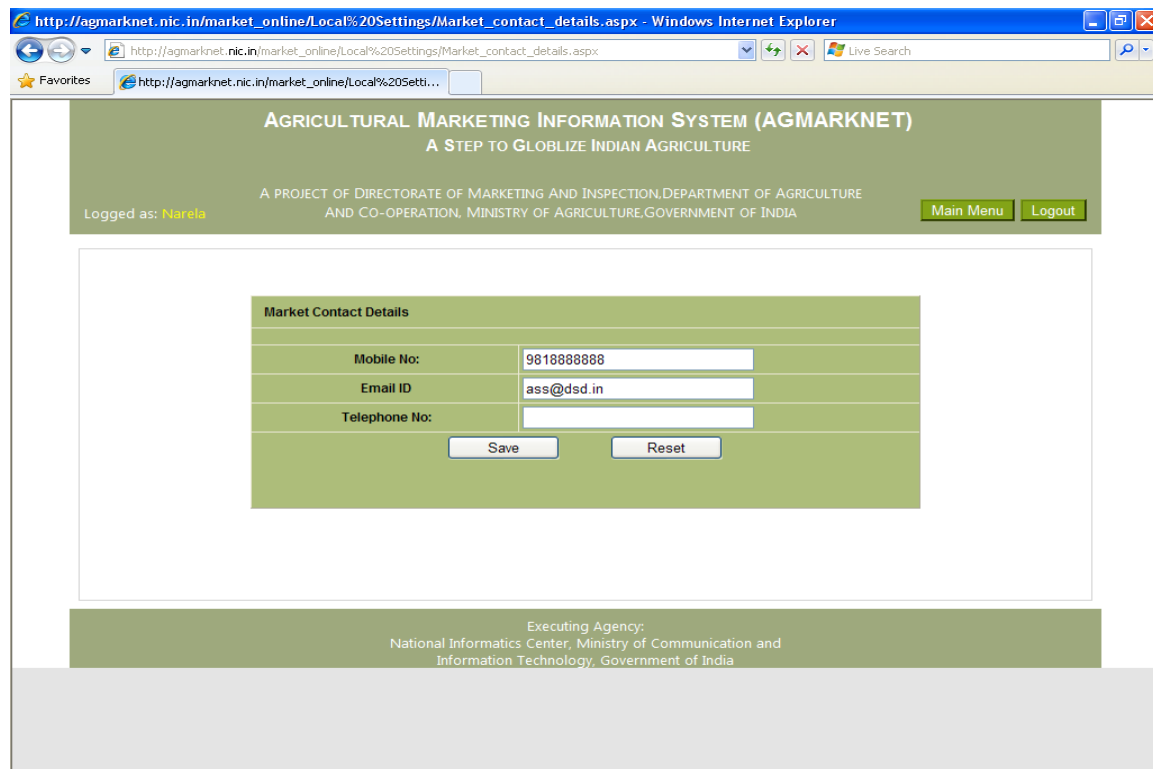 http://agmarknet.nic.in/market_online/Local%20Settings/Market_contact_details.aspx - Windows Internet Explorer
http://agmarknet.nic.in/market_online/Local%20Settings/Market_contact_details.aspx
Live Search
Favorites
http://agmarknet.nic.in/market_online/Local%20Setti...
AGRICULTURAL MARKETING INFORMATION SYSTEM (AGMARKNET)
A STEP TO GLOBLIZE INDIAN AGRICULTURE
A PROJECT OF DIRECTORATE OF MARKETING AND INSPECTION,DEPARTMENT OF AGRICULTURE
AND CO-OPERATION, MINISTRY OF AGRICULTURE,GOVERNMENT OF INDIA
Logged as: Narela
Main Menu
Logout
Market Contact Details
Mobile No: 9818888888
Email ID ass@dsd.in
Telephone No:
Save Reset
Executing Agency:
National Informatics Center, Ministry of Communication and
Information Technology, Government of India